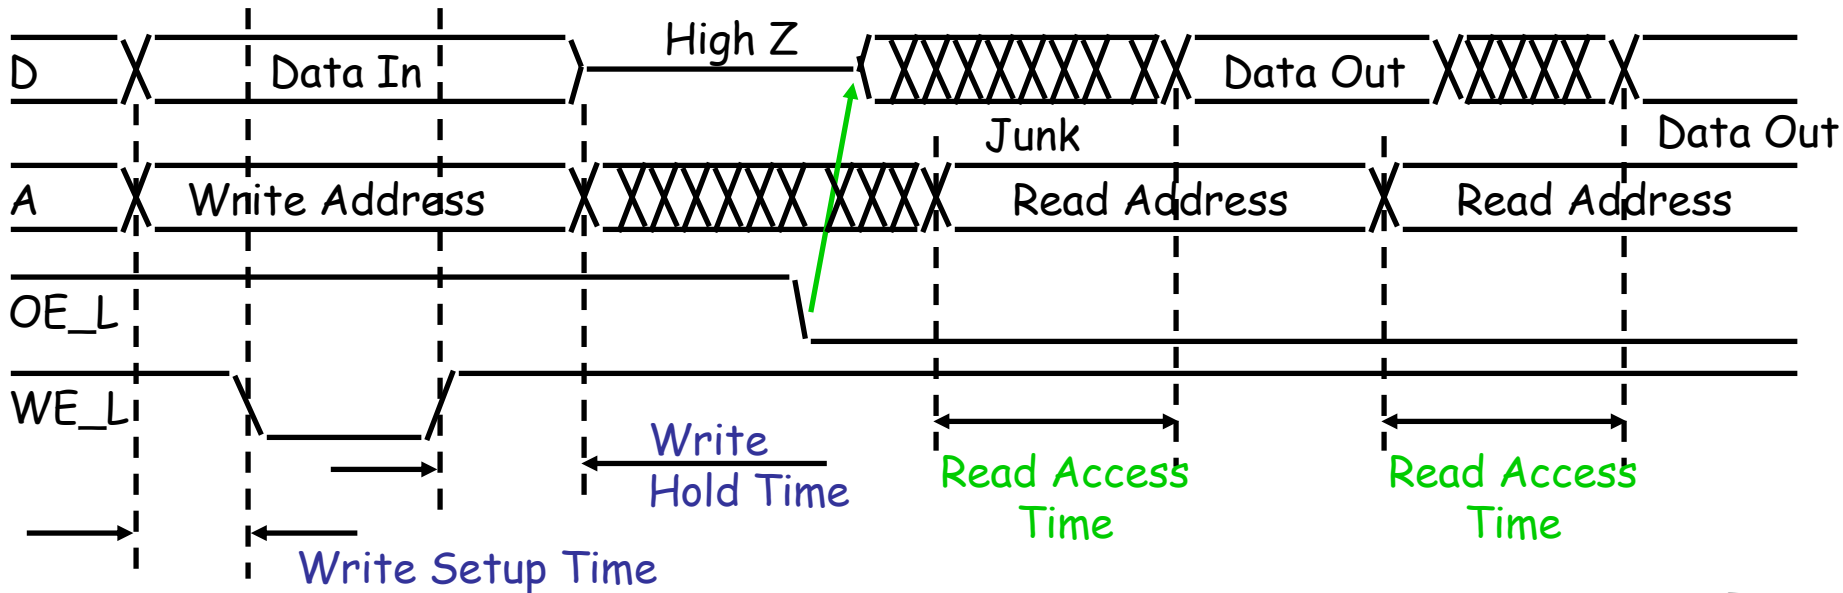 High Z
D
Data In
Data Out
Junk
Data Out
A
Write Address
Read Address
Read Address
OE_L
WE_L
Write
Hold Time
Read Access
Time
Read Access
Time
Write Setup Time